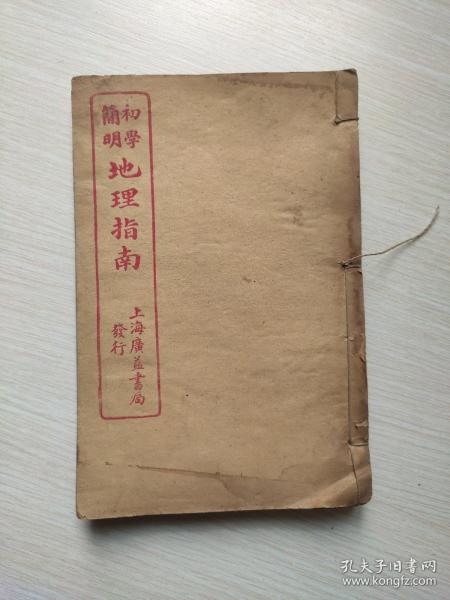 初學
簡明
地理指南
上海廣益書局
發行
孔夫子旧书网
www.kongfz.com